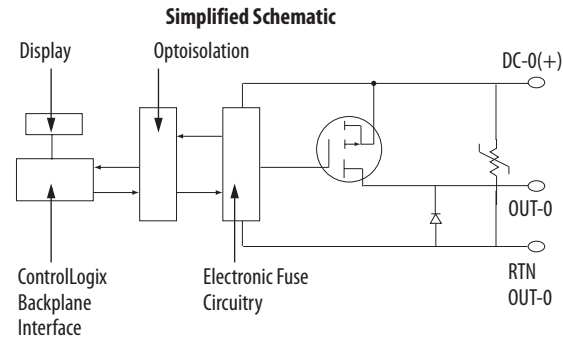 Simplified Schematic
Display
Optoisolation
DC-0(+)
OUT-0
RTN
OUT-0
ControlLogix
Backplane
Interface
Electronic Fuse
Circuitry